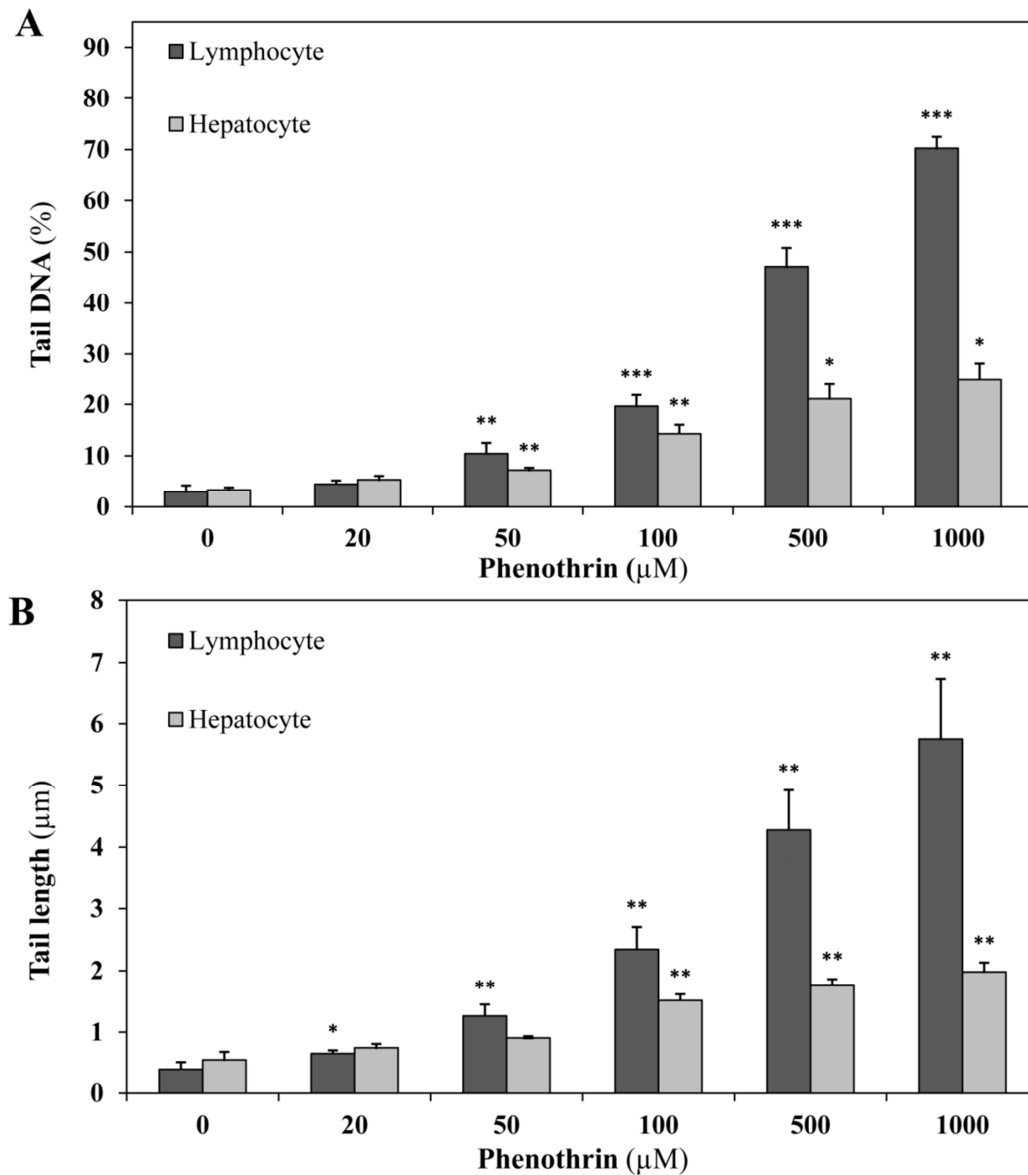 A
Lymphocyte
Hepatocyte
Tail DNA (%)
90
80
70
60
50
40
30
20
10
0
** **
*** **
*** *
*** *
0 20 50 100 500 1000
Phenothrin (µM)
B
Lymphocyte
Hepatocyte
Tail length (µm)
8
7
6
5
4
3
2
1
0
*
**
** **
** **
** **
0 20 50 100 500 1000
Phenothrin (µM)